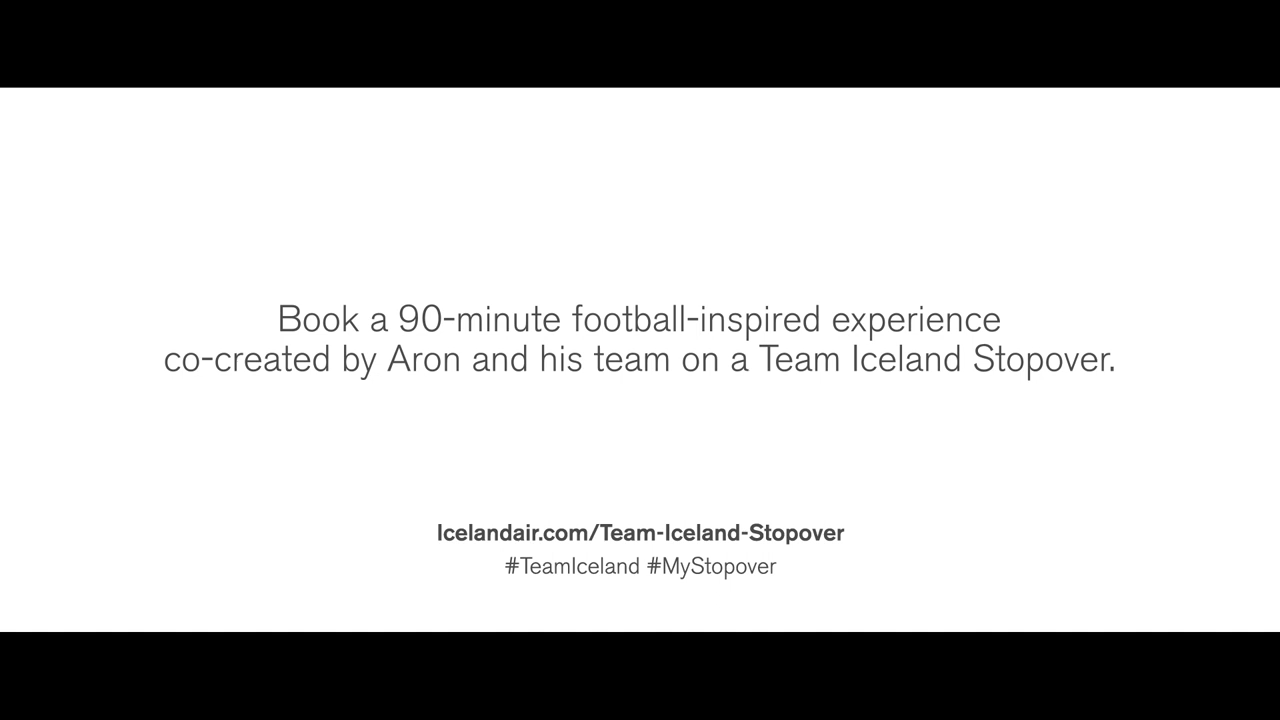 Book a 90-minute football-inspired experience
co-created by Aron and his team on a Team Iceland Stopover.
Icelandair.com/Team-Iceland-Stopover
#TeamIceland #MyStopover